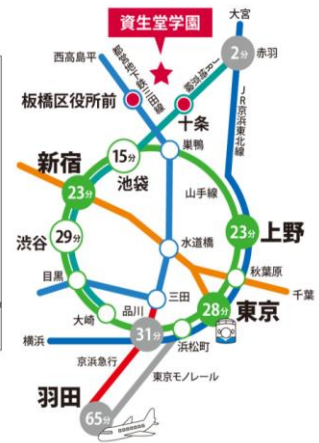 資生堂学園
大宮
2分
赤羽
西高島平
都営地下鉄三田線
JR埼京線
JR京浜東北線
板橋区役所前
十条
巣鴨
15分
池袋
新宿
23分
山手線
渋谷
29分
23分
上野
水道橋
秋葉原
目黒
三田
28分
東京
千葉
品川
大崎
31分
浜松町
横浜
京浜急行
東京モノレール
羽田
65分